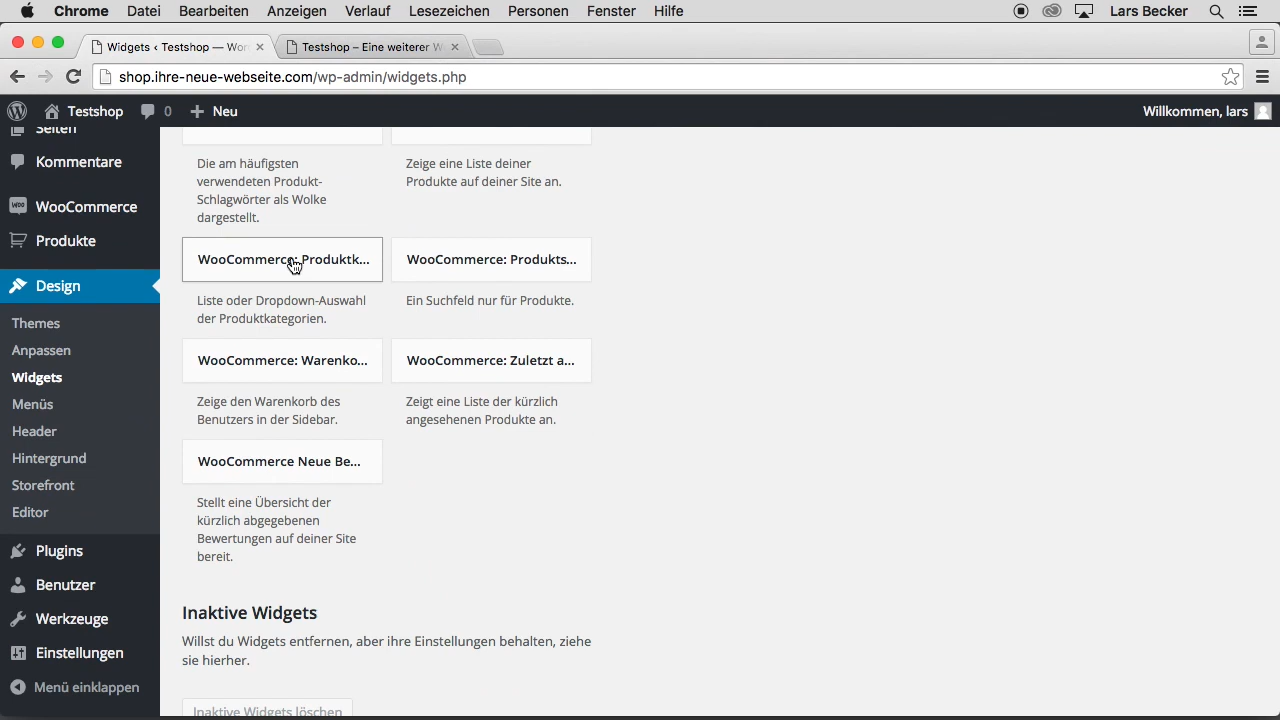 Chrome Datei Bearbeiten Anzeigen Verlauf Lesezeichen Personen Fenster Hilfe Lars Becker
Widgets ‹ Testshop — Wor
Testshop – Eine weiterer W
shop.ihre-neue-webseite.com/wp-admin/widgets.php
Testshop 0 Neu Willkommen, lars
Seiten
Kommentare
WooCommerce
Produkte
Design
Themes
Anpassen
Widgets
Menüs
Header
Hintergrund
Storefront
Editor
Plugins
Benutzer
Werkzeuge
Einstellungen
Menü einklappen
Die am häufigsten
verwendeten Produkt-
Schlagwörter als Wolke
dargestellt.
Zeige eine Liste deiner
Produkte auf deiner Site an.
WooCommerce: Produktk...
Liste oder Dropdown-Auswahl
der Produktkategorien.
WooCommerce: Produkts...
Ein Suchfeld nur für Produkte.
WooCommerce: Warenko...
Zeige den Warenkorb des
Benutzers in der Sidebar.
WooCommerce: Zuletzt a...
Zeigt eine Liste der kürzlich
angesehenen Produkte an.
WooCommerce Neue Be...
Stellt eine Übersicht der
kürzlich abgegebenen
Bewertungen auf deiner Site
bereit.
Inaktive Widgets
Willst du Widgets entfernen, aber ihre Einstellungen behalten, ziehe
sie hierher.
Inaktive Widgets löschen